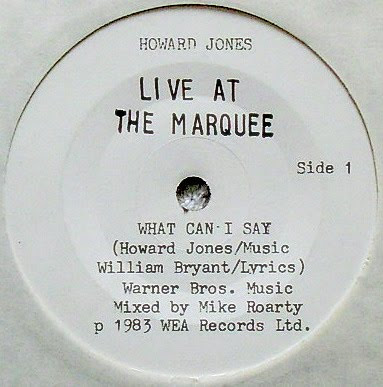 HOWARD JONES
LIVE AT
THE MARQUEE
Side 1
WHAT CAN I SAY
(Howard Jones/Music
William Bryant/Lyrics)
Warner Bros. Music
Mixed by Mike Roarty
p 1983 WEA Records Ltd.